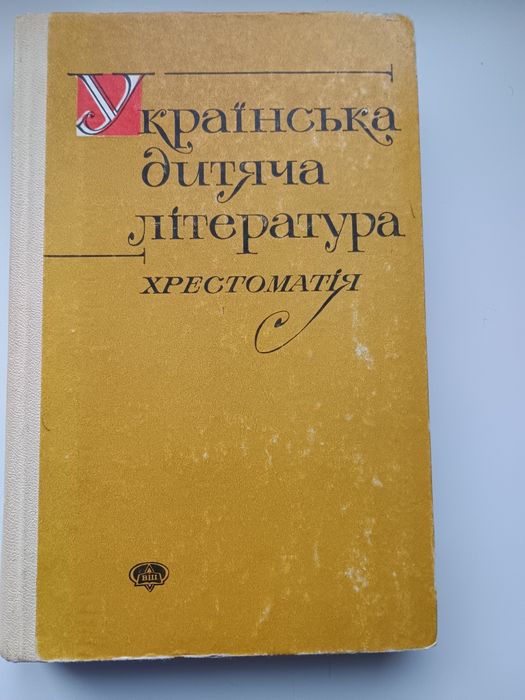 Українська
дитяча
література
ХРЕСТОМАТІЯ
ВШ